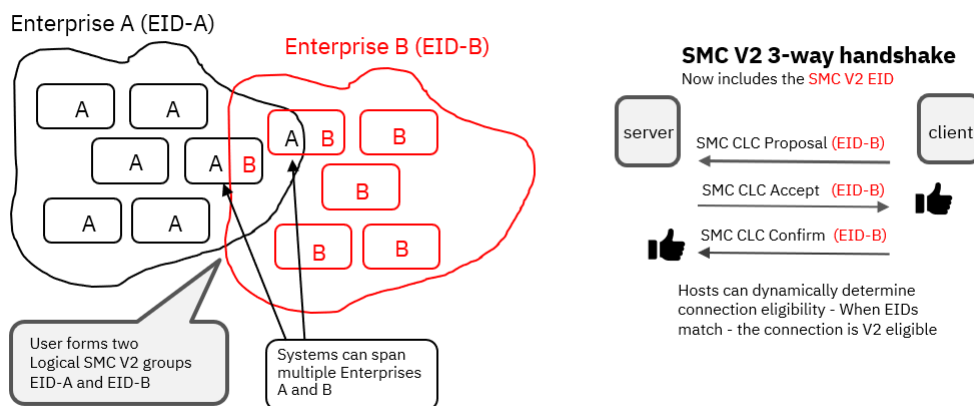 Enterprise A (EID-A)
Enterprise B (EID-B)
A
A
A
A B
A B
B
B
A
A
B
B
User forms two
Logical SMC V2 groups
EID-A and EID-B
Systems can span
multiple Enterprises
A and B
SMC V2 3-way handshake
Now includes the SMC V2 EID
server
client
SMC CLC Proposal (EID-B)
SMC CLC Accept (EID-B)
SMC CLC Confirm (EID-B)
Hosts can dynamically determine
connection eligibility - When EIDs
match - the connection is V2 eligible